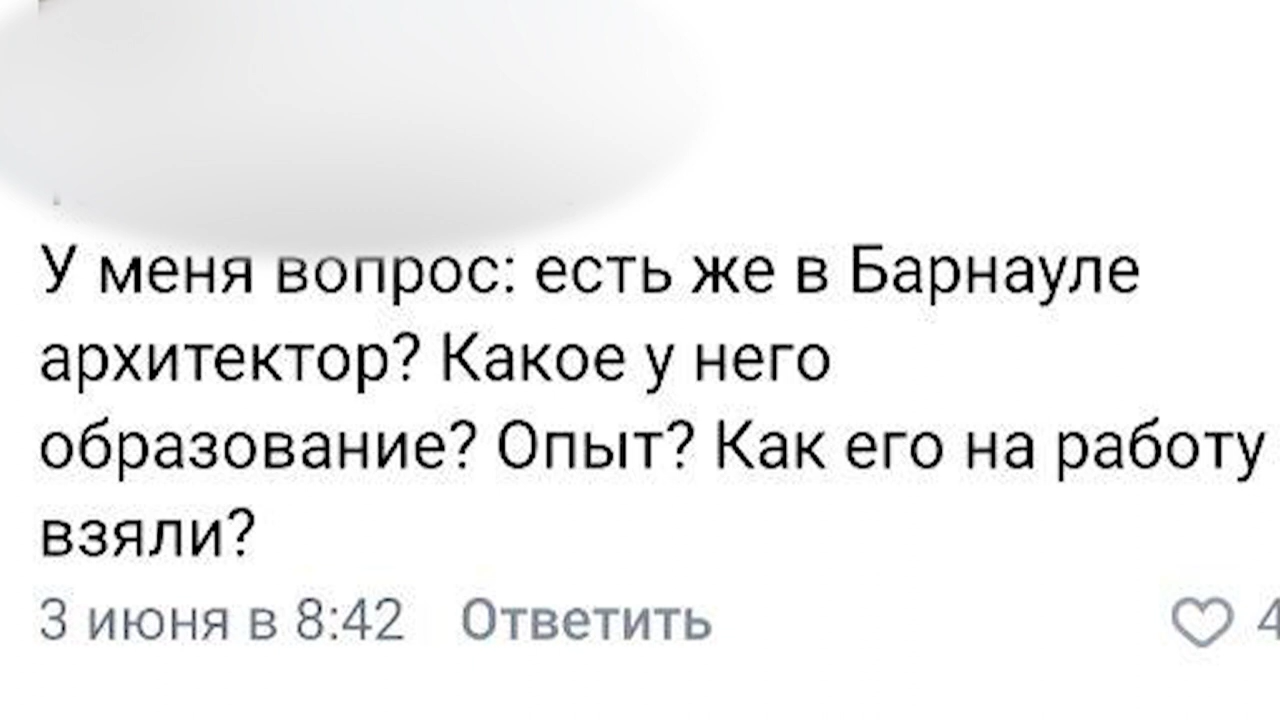 У меня вопрос: есть же в Барнауле
архитектор? Какое у него
образование? Опыт? Как его на работу
взяли?
3 июня в 8:42 Ответить 4